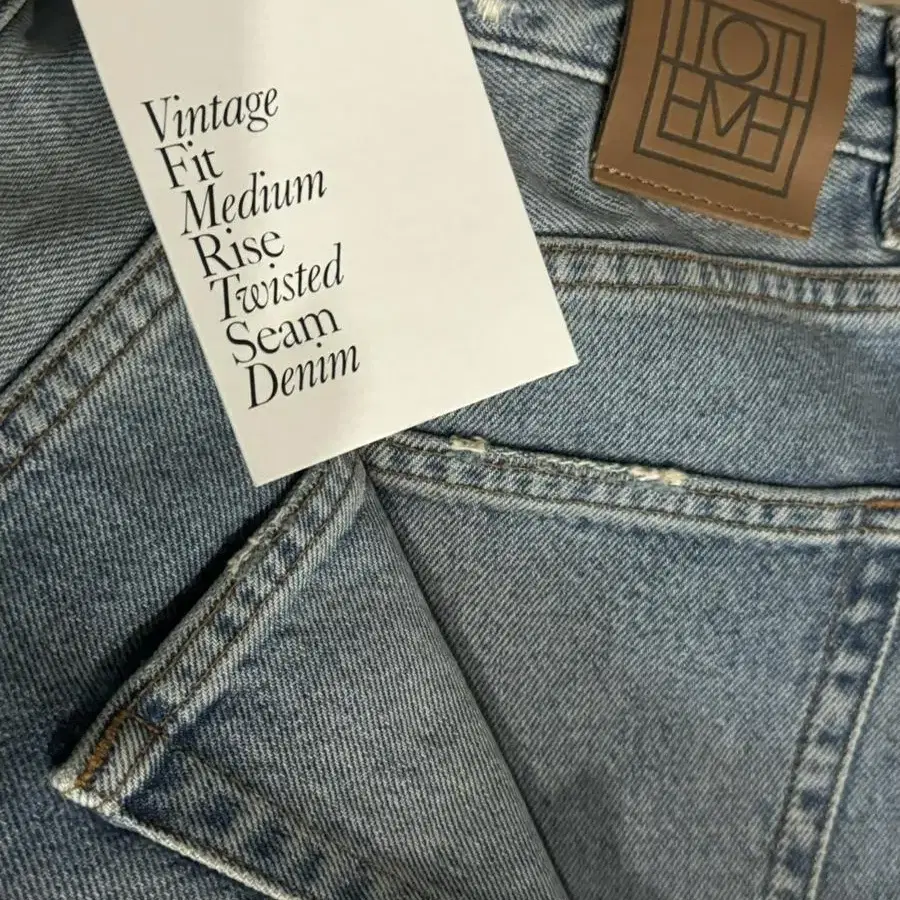 Vintage
Fit
Medium
Rise
Twisted
Seam
Denim